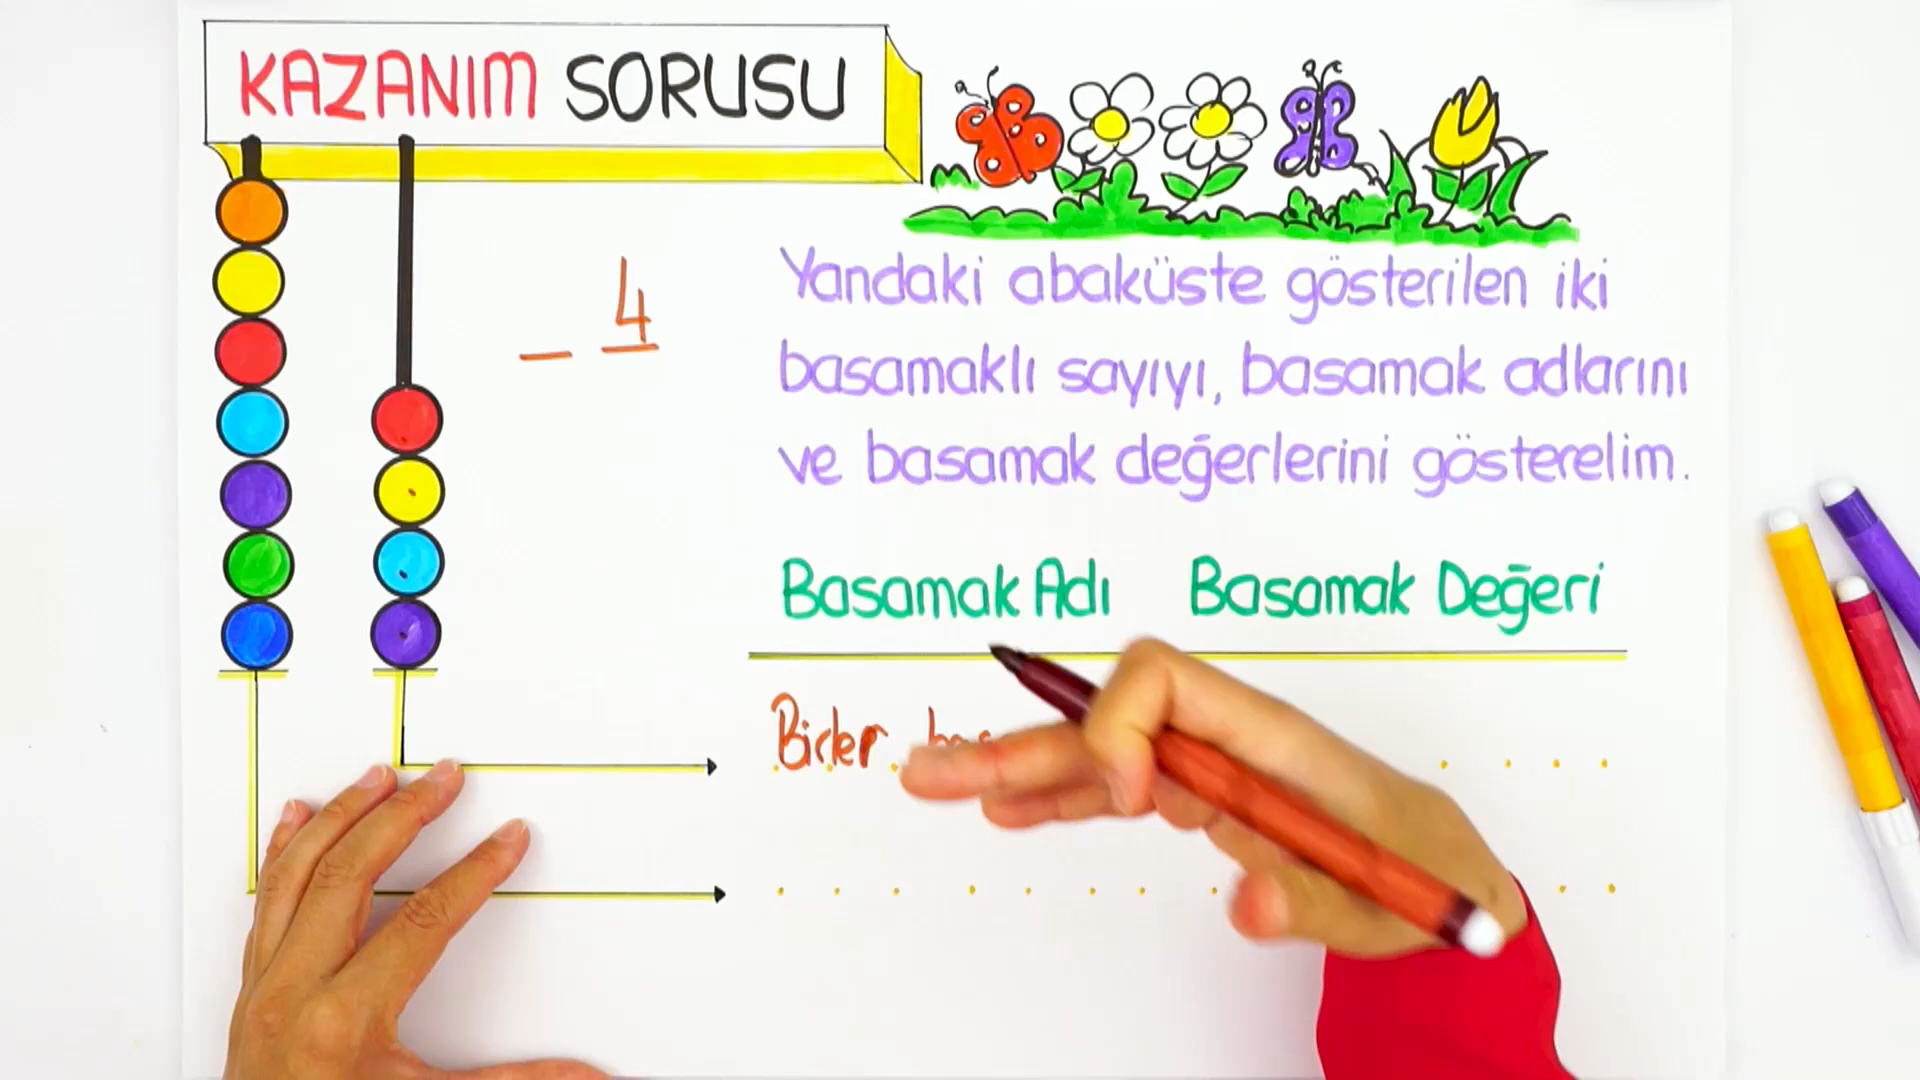 KAZANIM SORUSU
_ 4
Yandaki abaküste gösterilen iki
basamaklı sayıyı, basamak adlarını
ve basamak değerlerini gösterelim.
Basamak Adı Basamak Değeri
Birler